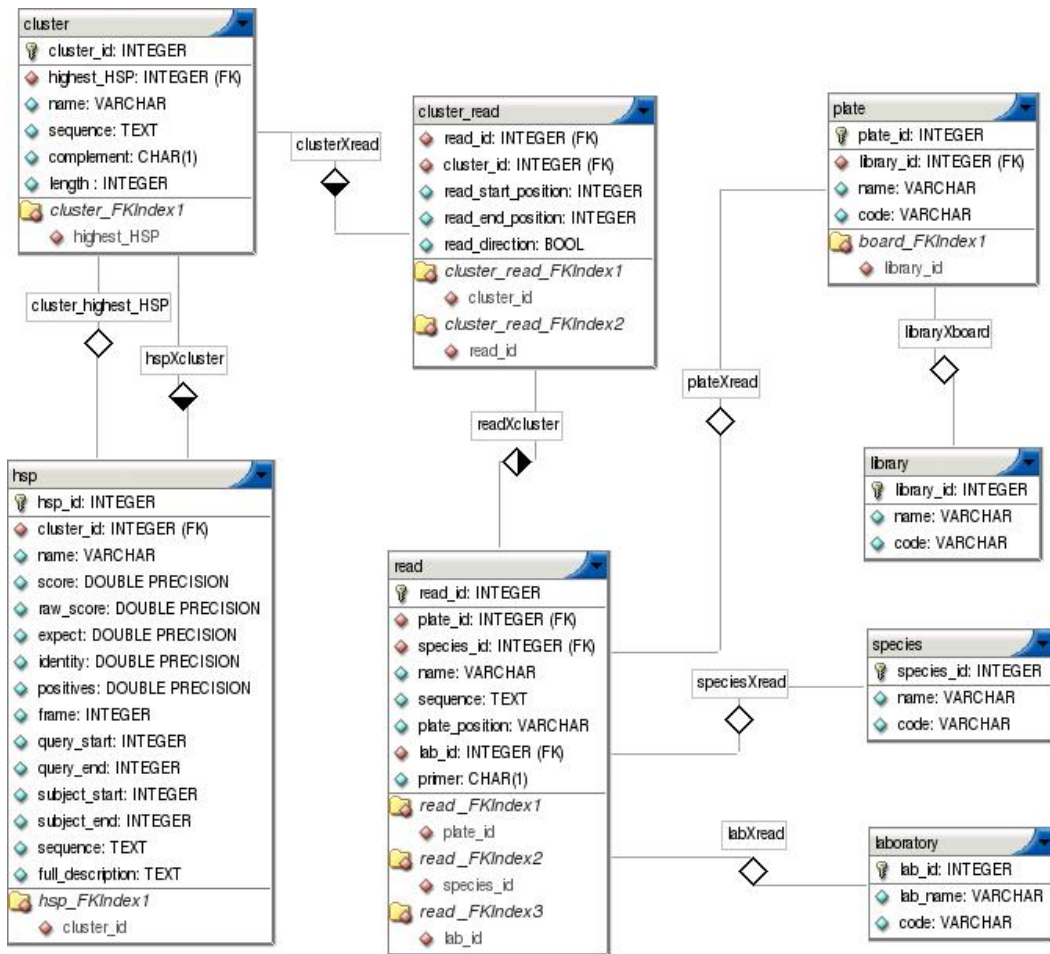 cluster
cluster_id: INTEGER
highest_HSP: INTEGER (FK)
name: VARCHAR
sequence: TEXT
complement: CHAR(1)
length : INTEGER
cluster_FKIndex1
highest_HSP
clusterXread
cluster_read
read_id: INTEGER (FK)
cluster_id: INTEGER (FK)
read_start_position: INTEGER
read_end_position: INTEGER
read_direction: BOOL
cluster_read_FKIndex1
cluster_id
cluster_read_FKIndex2
read_id
plate
plate_id: INTEGER
library_id: INTEGER (FK)
name: VARCHAR
code: VARCHAR
board_FKIndex1
library_id
cluster_highest_HSP
hspXcluster
libraryXboard
plateXread
readXcluster
library
library_id: INTEGER
name: VARCHAR
code: VARCHAR
hsp
hsp_id: INTEGER
cluster_id: INTEGER (FK)
name: VARCHAR
score: DOUBLE PRECISION
raw_score: DOUBLE PRECISION
expect: DOUBLE PRECISION
identity: DOUBLE PRECISION
positives: DOUBLE PRECISION
frame: INTEGER
query_start: INTEGER
query_end: INTEGER
subject_start: INTEGER
subject_end: INTEGER
sequence: TEXT
full_description: TEXT
hsp_FKIndex1
cluster_id
read
read_id: INTEGER
plate_id: INTEGER (FK)
species_id: INTEGER (FK)
name: VARCHAR
sequence: TEXT
plate_position: VARCHAR
lab_id: INTEGER (FK)
primer: CHAR(1)
read_FKIndex1
plate_id
read_FKIndex2
species_id
read_FKIndex3
lab_id
speciesXread
species
species_id: INTEGER
name: VARCHAR
code: VARCHAR
labXread
laboratory
lab_id: INTEGER
lab_name: VARCHAR
code: VARCHAR